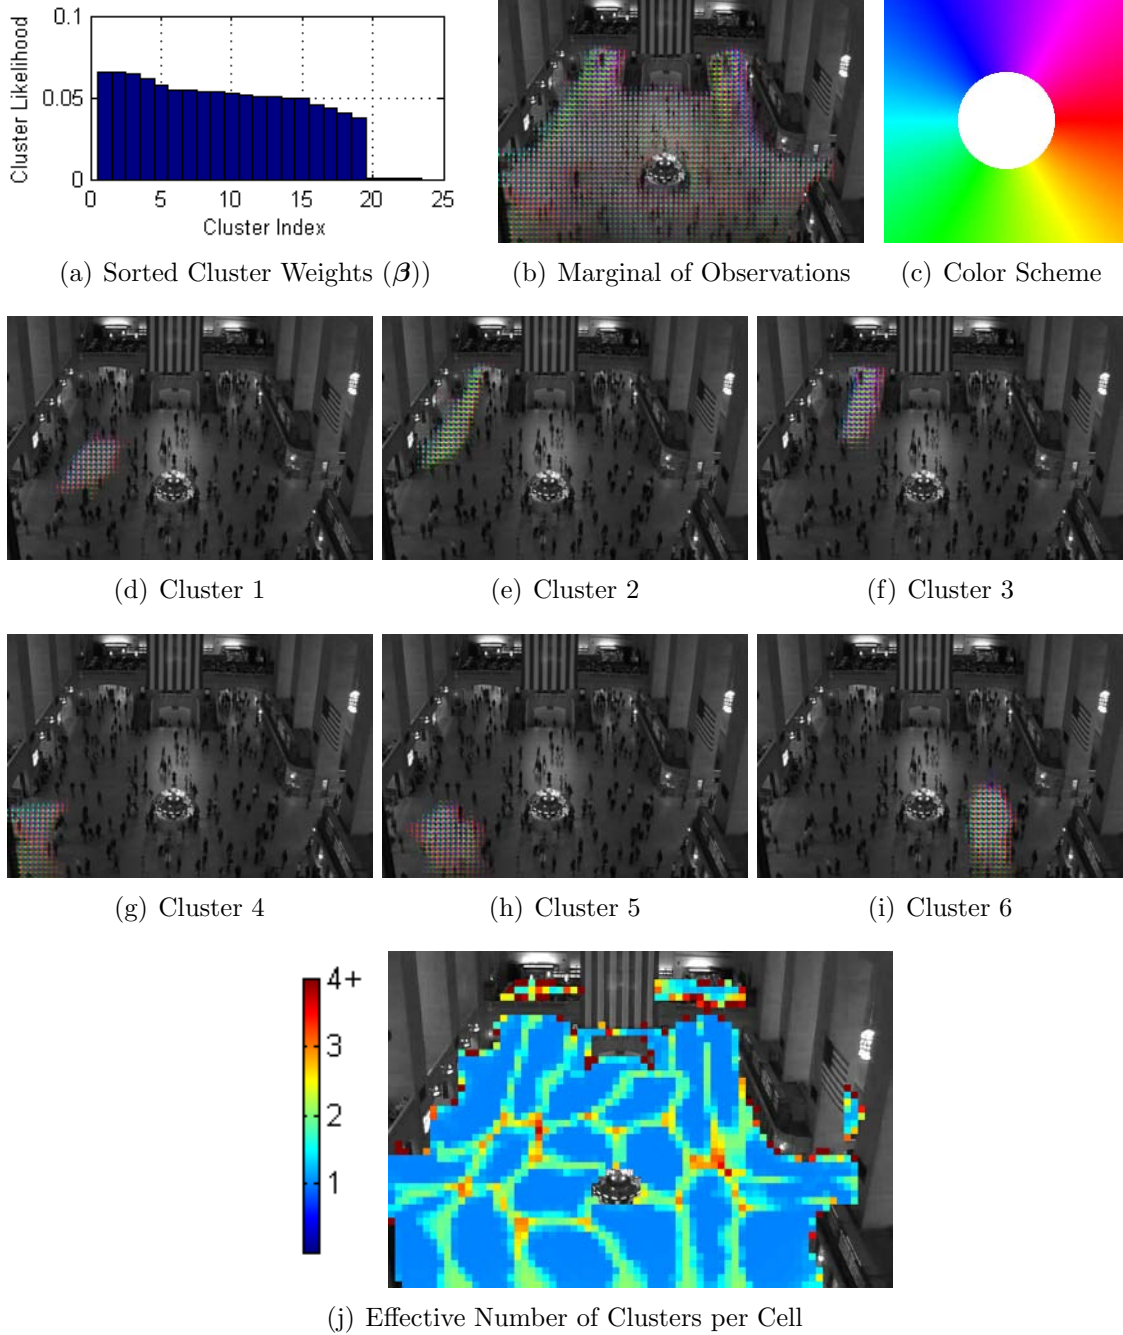 0.1
0.05
0
Cluster Likelihood
0 5 10 15 20 25
Cluster Index
(a) Sorted Cluster Weights (β))
(b) Marginal of Observations
(c) Color Scheme
(d) Cluster 1
(e) Cluster 2
(f) Cluster 3
(g) Cluster 4
(h) Cluster 5
(i) Cluster 6
4+
3
2
1
(j) Effective Number of Clusters per Cell